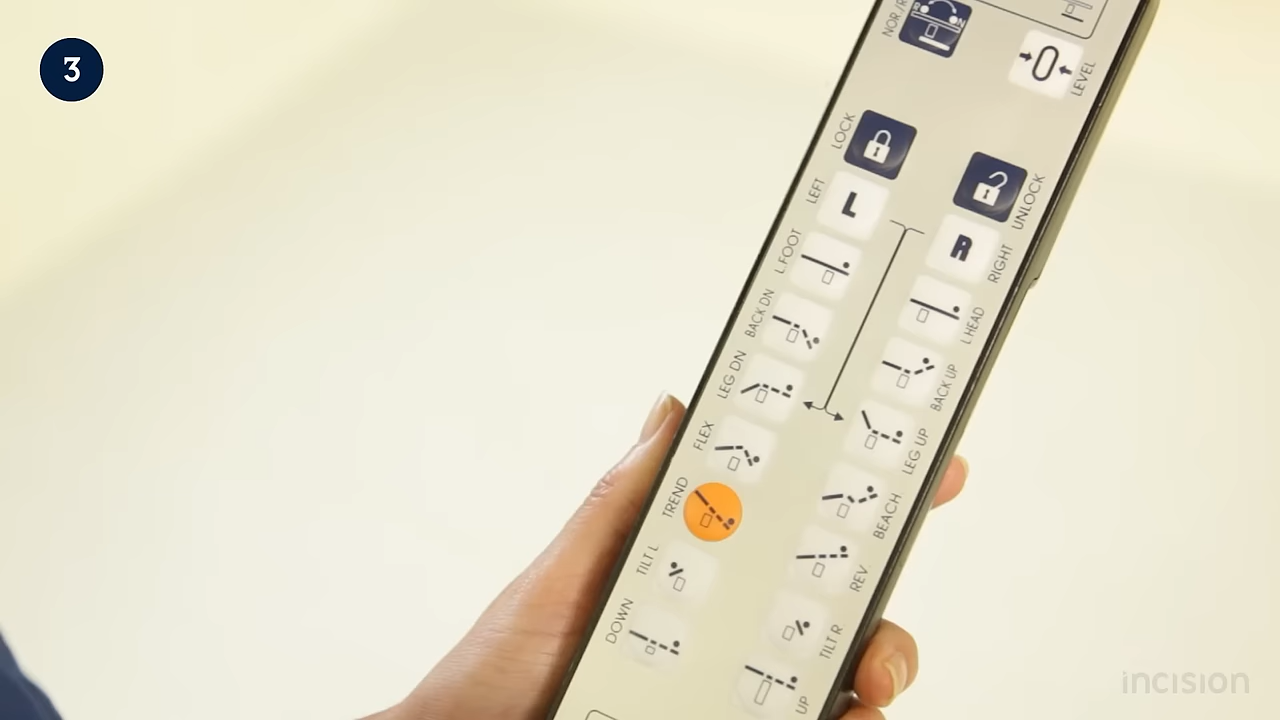 3
NOR./R
R
N
LEVEL
LOCK
UNLOCK
LEFT
L
R
RIGHT
L.FOOT
L.HEAD
BACK DN
BACK UP
LEG DN
LEG UP
FLEX
BEACH
TREND
REV
TILT L
TILT R
DOWN
UP
incision